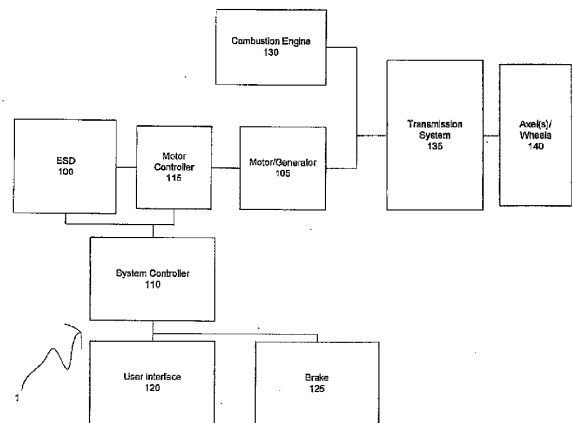 Combustion Engine
130
ESD
100
Motor
Controller
115
Motor/Generator
105
Transmission
System
135
Axel(s)/
Wheels
140
System Controller
110
1
User Interface
120
Brake
125